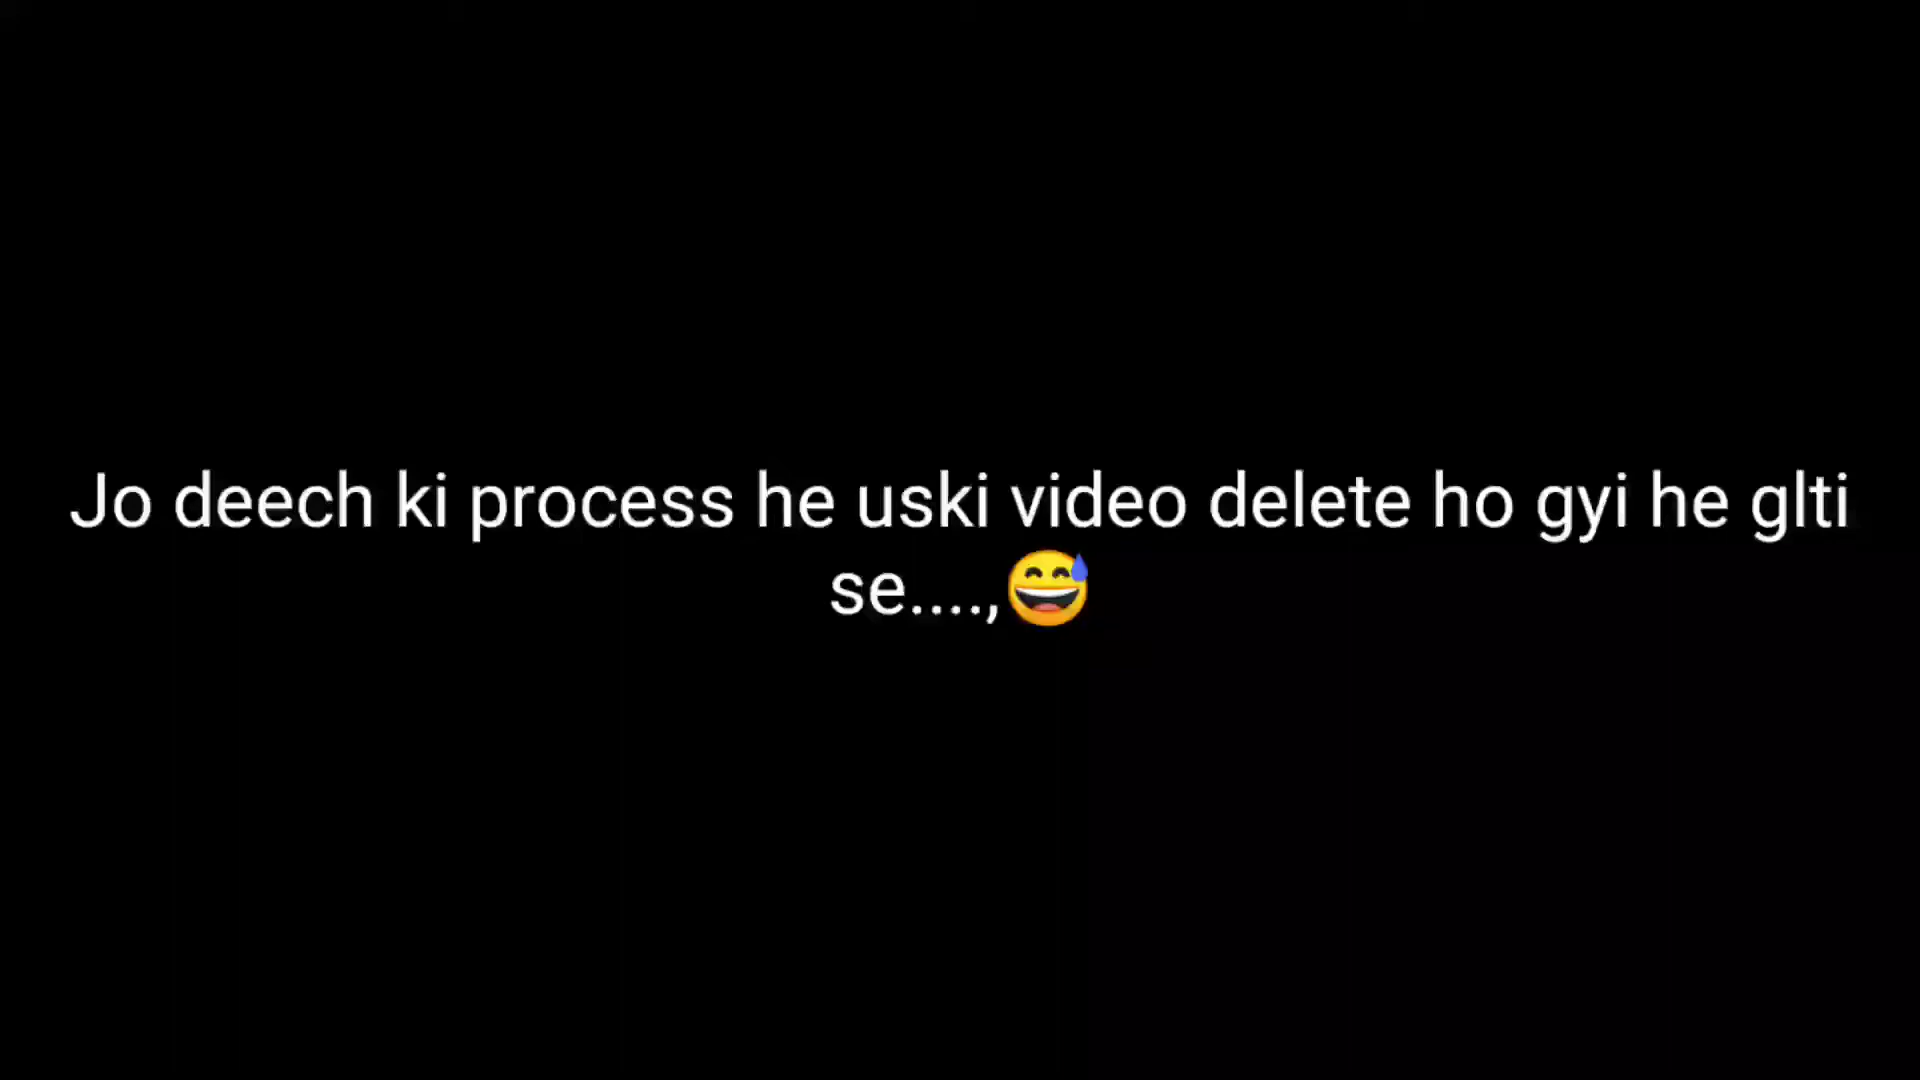 Jo deech ki process he uski video delete ho gyi he glti
se....,😅